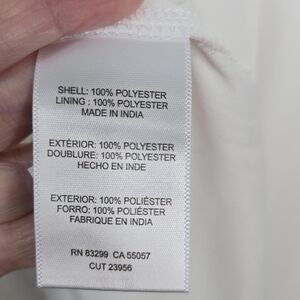 SHELL: 100% POLYESTER
LINING : 100% POLYESTER
MADE IN INDIA
EXTÉRIOR: 100% POLYESTER
DOUBLURE: 100% POLYESTER
HECHO EN INDE
EXTERIOR: 100% POLIÉSTER
FORRO: 100% POLIÉSTER
FABRIQUE EN INDIA
RN 83299 CA 55057
CUT 23956